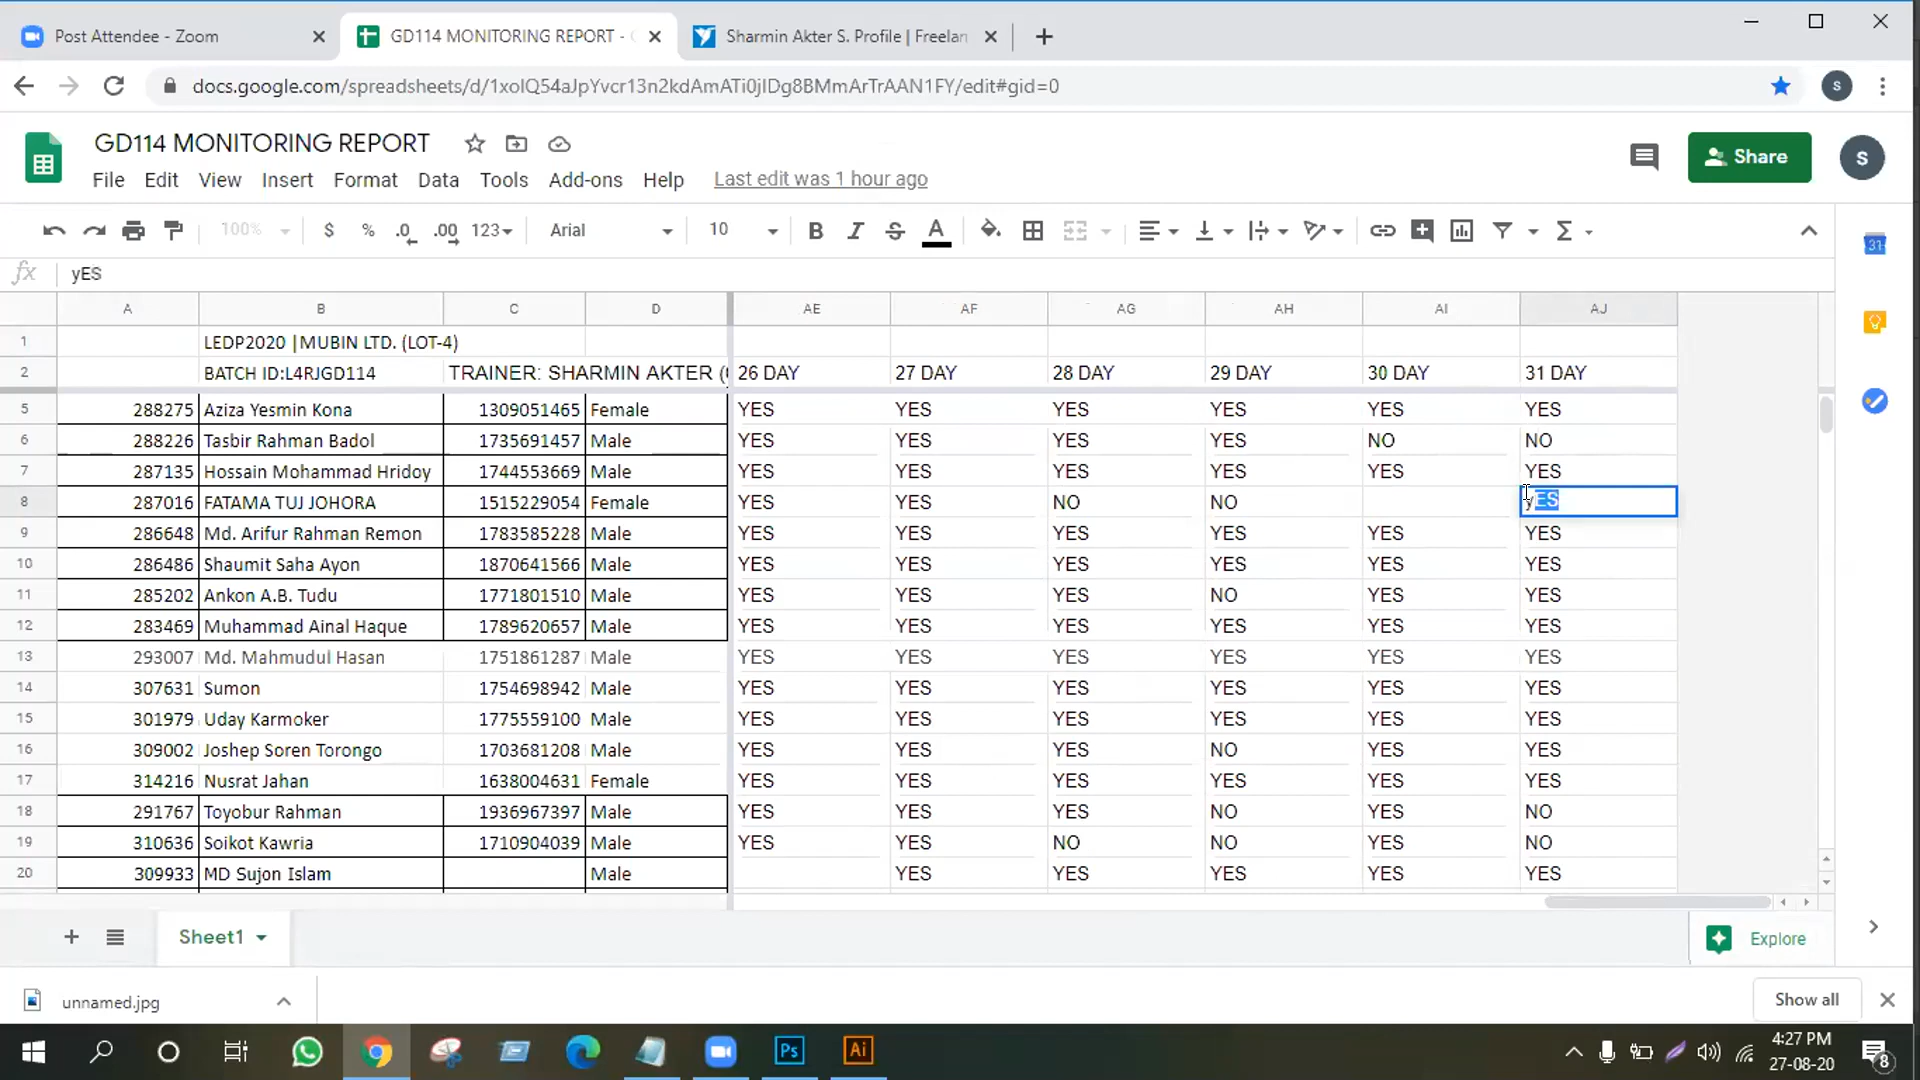 Post Attendee - Zoom
GD114 MONITORING REPORT -
Sharmin Akter S. Profile | Freelan
docs.google.com/spreadsheets/d/1xolQ54aJpYvcr13n2kdAmATi0jIDg8BMmArTrAAN1FY/edit#gid=0
S
GD114 MONITORING REPORT
Share
S
File Edit View Insert Format Data Tools Add-ons Help Last edit was 1 hour ago
100% $ % .0 .00 123 Arial 10 B I S A
31
fx yES
A B C D AE AF AG AH AI AJ
1 LEDP2020 |MUBIN LTD. (LOT-4)
2 BATCH ID:L4RJGD114 TRAINER: SHARMIN AKTER ( 26 DAY 27 DAY 28 DAY 29 DAY 30 DAY 31 DAY
5 288275 Aziza Yesmin Kona 1309051465 Female YES YES YES YES YES YES
6 288226 Tasbir Rahman Badol 1735691457 Male YES YES YES YES NO NO
7 287135 Hossain Mohammad Hridoy 1744553669 Male YES YES YES YES YES YES
8 287016 FATAMA TUJ JOHORA 1515229054 Female YES YES NO NO yES
9 286648 Md. Arifur Rahman Remon 1783585228 Male YES YES YES YES YES YES
10 286486 Shaumit Saha Ayon 1870641566 Male YES YES YES YES YES YES
11 285202 Ankon A.B. Tudu 1771801510 Male YES YES YES NO YES YES
12 283469 Muhammad Ainal Haque 1789620657 Male YES YES YES YES YES YES
13 293007 Md. Mahmudul Hasan 1751861287 Male YES YES YES YES YES YES
14 307631 Sumon 1754698942 Male YES YES YES YES YES YES
15 301979 Uday Karmoker 1775559100 Male YES YES YES YES YES YES
16 309002 Joshep Soren Torongo 1703681208 Male YES YES YES NO YES YES
17 314216 Nusrat Jahan 1638004631 Female YES YES YES YES YES YES
18 291767 Toyobur Rahman 1936967397 Male YES YES YES NO YES NO
19 310636 Soikot Kawria 1710904039 Male YES YES NO NO YES NO
20 309933 MD Sujon Islam Male YES YES YES YES YES
Sheet1
Explore
unnamed.jpg
Show all
Ps
Ai
4:27 PM
27-08-20
8